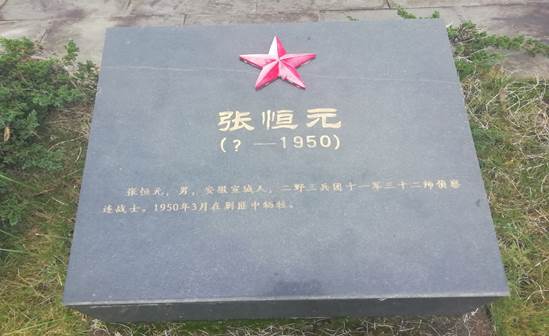 张恒元
(? —1950)
张恒元，男，安徽宣城人，二野三兵团十一军三十二师侦察
连战士。1950年3月在剿匪中牺牲。